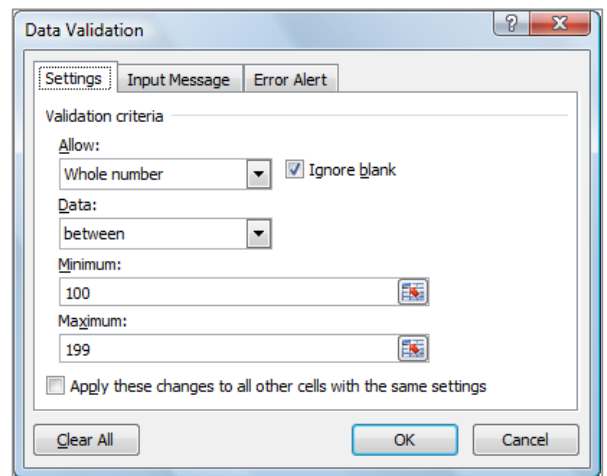 Data Validation
Settings Input Message Error Alert
Validation criteria
Allow:
Whole number Ignore blank
Data:
between
Minimum:
100
Maximum:
199
Apply these changes to all other cells with the same settings
Clear All OK Cancel